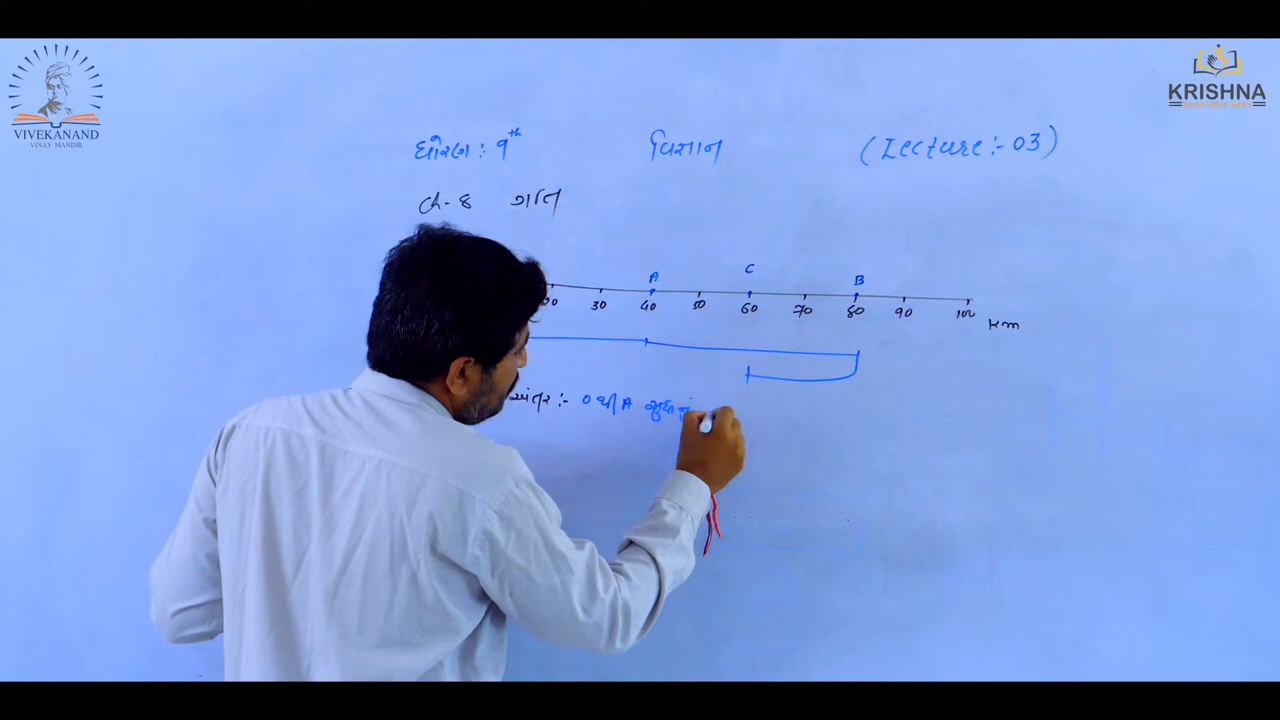 VIVEKANAND
VINAY MANDIR
KRISHNA
ધોરણ :- 9th વિજ્ઞાન (Lecture :- 03)
Ch-8 ગતિ
A C B
30 40 50 60 70 80 90 100
Km
અંતર :- 0 થી A સુધીનું